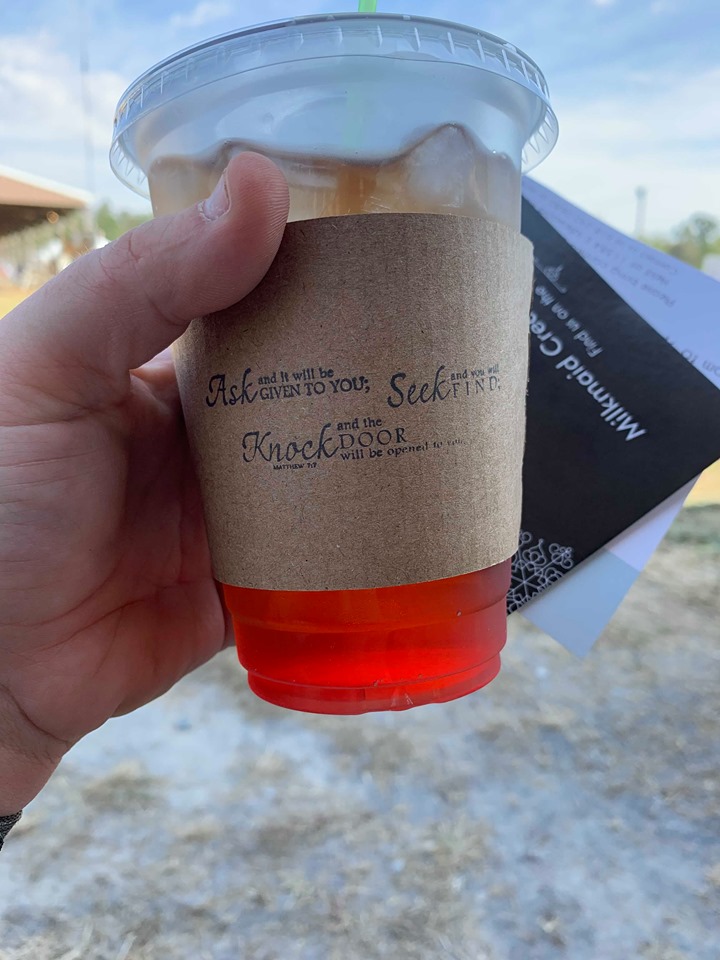 Ask and it will be GIVEN TO YOU; Seek and you will FIND;
Knock and the DOOR will be opened to you
MATTHEW 7:7
Milkmaid
Find us on the